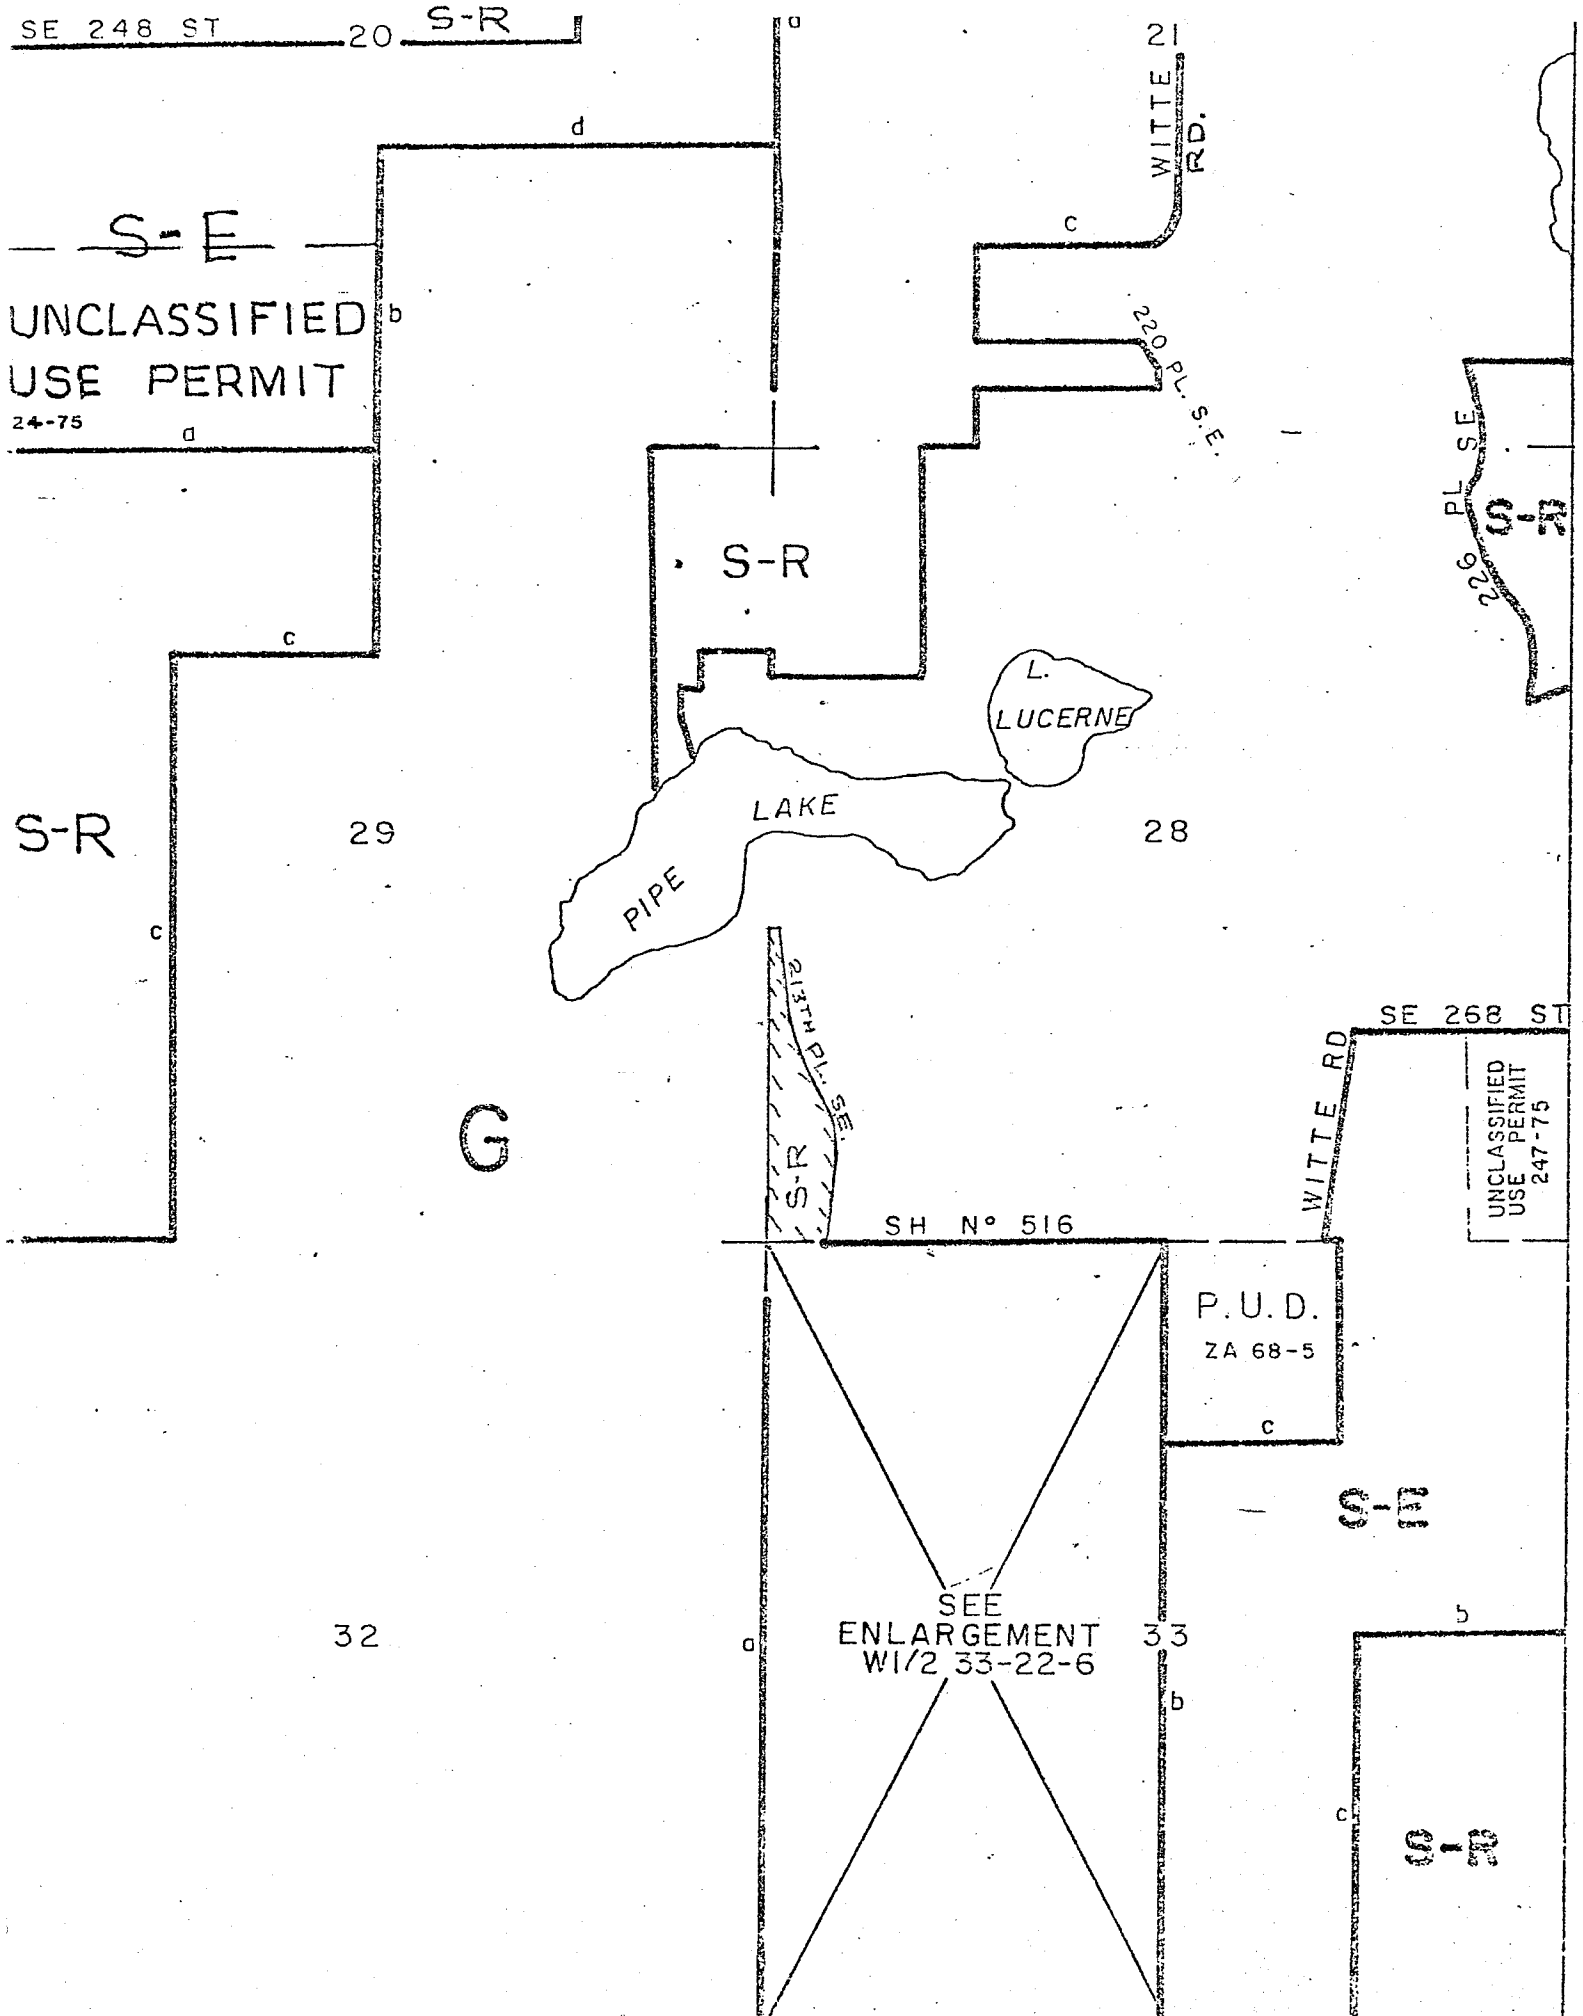 SE 248 ST
20
S-R
a
21
WITTE
RD.
d
S-E
c
UNCLASSIFIED
USE PERMIT
24-75
b
220 PL. S.E.
a
226 PL SE
S-R
S-R
c
L.
LUCERNE
LAKE
PIPE
S-R
29
28
c
213TH PL. S.E.
SE 268 ST
WITTE RD
UNCLASSIFIED
USE PERMIT
247-75
G
S-R
SH Nº 516
P.U.D.
ZA 68-5
c
S-E
SEE
ENLARGEMENT
W1/2 33-22-6
32
a
33
b
b
c
S-R